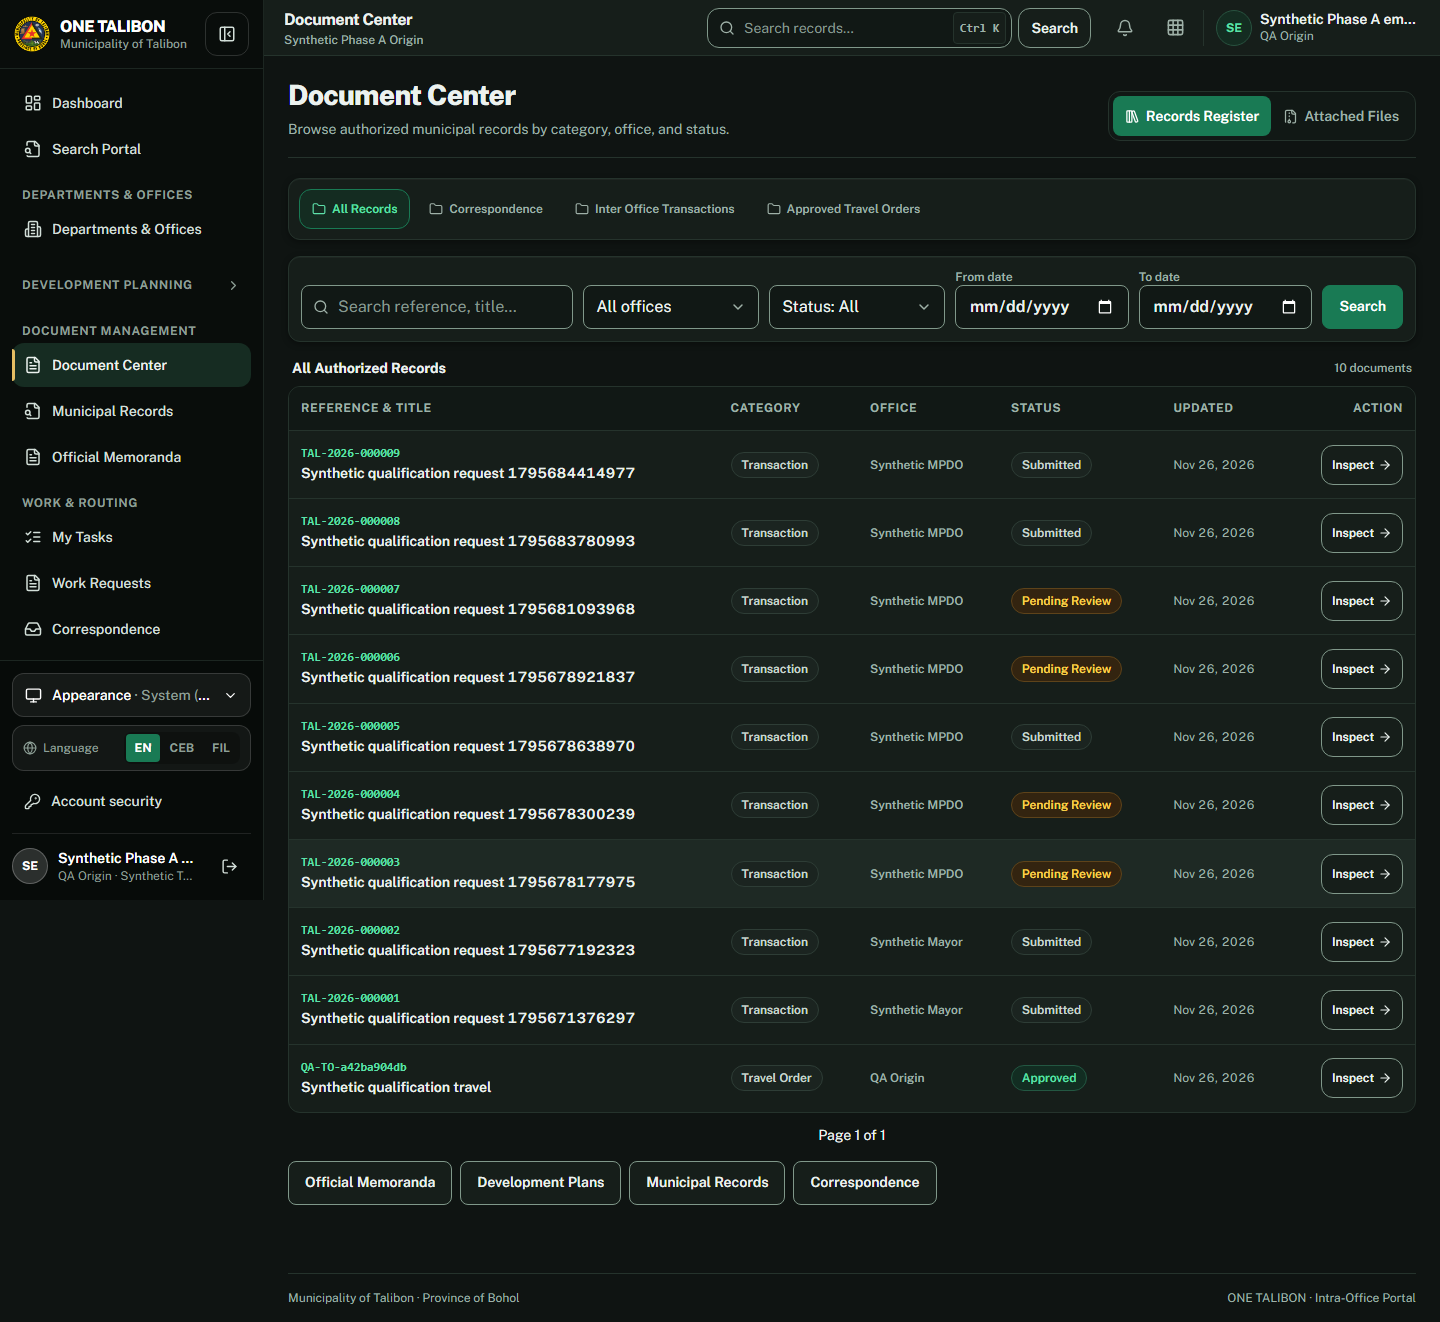 ONE TALIBON
Municipality of Talibon
Document Center
Synthetic Phase A Origin
Search records...
Ctrl K
Search
SE
Synthetic Phase A em...
QA Origin
Dashboard
Search Portal
DEPARTMENTS & OFFICES
Departments & Offices
DEVELOPMENT PLANNING
DOCUMENT MANAGEMENT
Document Center
Municipal Records
Official Memoranda
WORK & ROUTING
My Tasks
Work Requests
Correspondence
Appearance · System (...
Language EN CEB FIL
Account security
SE
Synthetic Phase A ...
QA Origin · Synthetic T...
Document Center
Browse authorized municipal records by category, office, and status.
Records Register Attached Files
All Records Correspondence Inter Office Transactions Approved Travel Orders
From date To date
Search reference, title... All offices Status: All mm/dd/yyyy mm/dd/yyyy Search
All Authorized Records 10 documents
REFERENCE & TITLE CATEGORY OFFICE STATUS UPDATED ACTION
TAL-2026-000009
Synthetic qualification request 1795684414977 Transaction Synthetic MPDO Submitted Nov 26, 2026 Inspect →
TAL-2026-000008
Synthetic qualification request 1795683780993 Transaction Synthetic MPDO Submitted Nov 26, 2026 Inspect →
TAL-2026-000007
Synthetic qualification request 1795681093968 Transaction Synthetic MPDO Pending Review Nov 26, 2026 Inspect →
TAL-2026-000006
Synthetic qualification request 1795678921837 Transaction Synthetic MPDO Pending Review Nov 26, 2026 Inspect →
TAL-2026-000005
Synthetic qualification request 1795678638970 Transaction Synthetic MPDO Submitted Nov 26, 2026 Inspect →
TAL-2026-000004
Synthetic qualification request 1795678300239 Transaction Synthetic MPDO Pending Review Nov 26, 2026 Inspect →
TAL-2026-000003
Synthetic qualification request 1795678177975 Transaction Synthetic MPDO Pending Review Nov 26, 2026 Inspect →
TAL-2026-000002
Synthetic qualification request 1795677192323 Transaction Synthetic Mayor Submitted Nov 26, 2026 Inspect →
TAL-2026-000001
Synthetic qualification request 1795671376297 Transaction Synthetic Mayor Submitted Nov 26, 2026 Inspect →
QA-TO-a42ba904db
Synthetic qualification travel Travel Order QA Origin Approved Nov 26, 2026 Inspect →
Page 1 of 1
Official Memoranda Development Plans Municipal Records Correspondence
Municipality of Talibon · Province of Bohol
ONE TALIBON · Intra-Office Portal